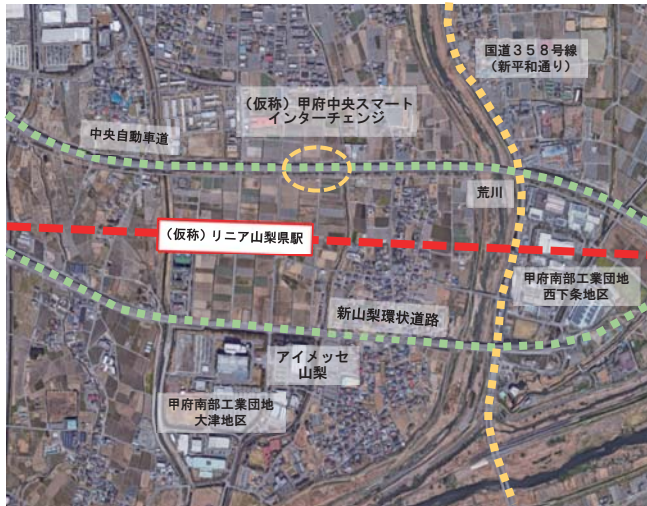 国道３５８号線
（新平和通り）
（仮称）甲府中央スマート
インターチェンジ
中央自動車道
荒川
（仮称）リニア山梨県駅
甲府南部工業団地
西下条地区
新山梨環状道路
アイメッセ
山梨
甲府南部工業団地
大津地区